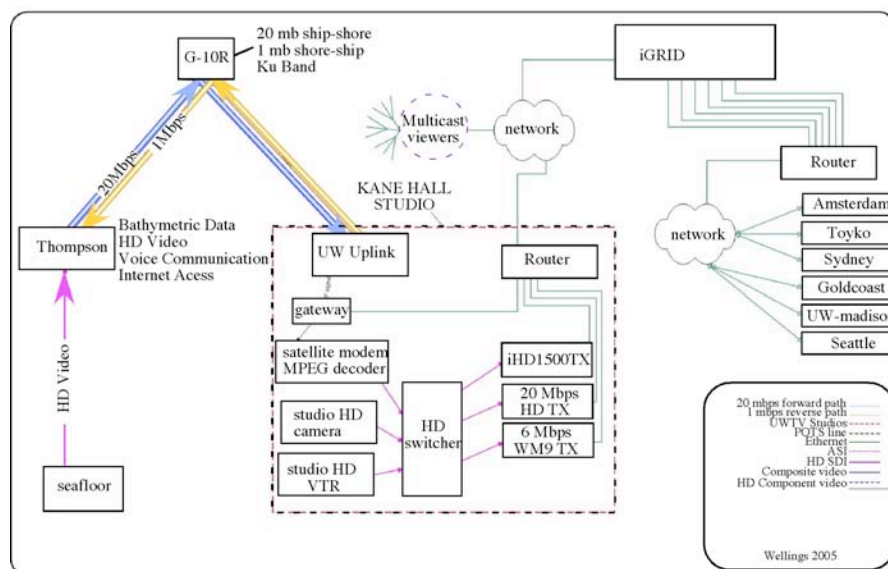 20 mb ship-shore
1 mb shore-ship
Ku Band
G-10R
iGRID
Multicast
viewers
network
20Mbps
1Mbps
Router
KANE HALL
STUDIO
Amsterdam
Toyko
Sydney
Goldcoast
UW-madison
Seattle
network
Thompson
Bathymetric Data
HD Video
Voice Communication
Internet Acess
UW Uplink
Router
gateway
HD Video
satellite modem
MPEG decoder
iHD1500TX
studio HD
camera
HD
switcher
20 Mbps
HD TX
6 Mbps
WM9 TX
studio HD
VTR
seafloor
20 mbps forward path
1 mbps reverse path
UWTV Studios
POTS line
Ethernet
ASI
HD SDI
Composite video
HD Component video
Wellings 2005